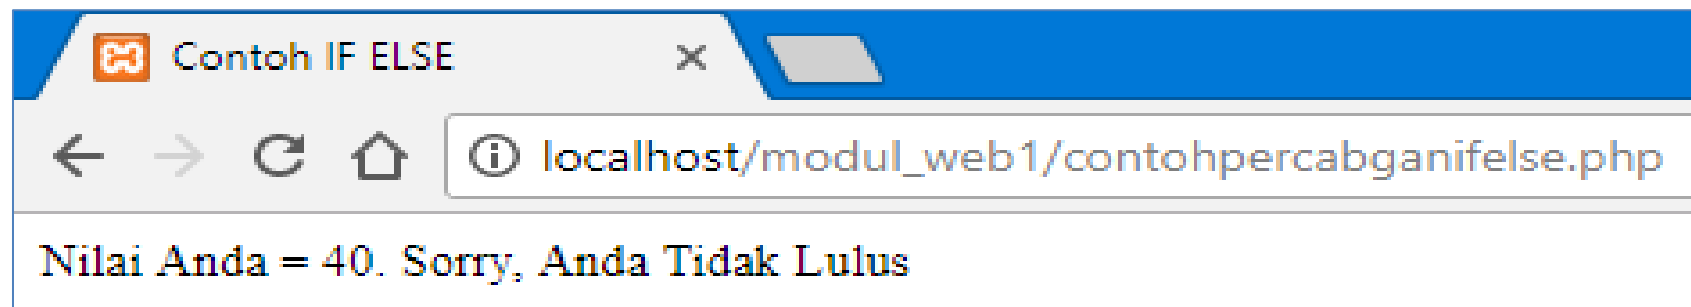 Contoh IF ELSE
localhost/modul_web1/contohpercabganifelse.php
Nilai Anda = 40. Sorry, Anda Tidak Lulus